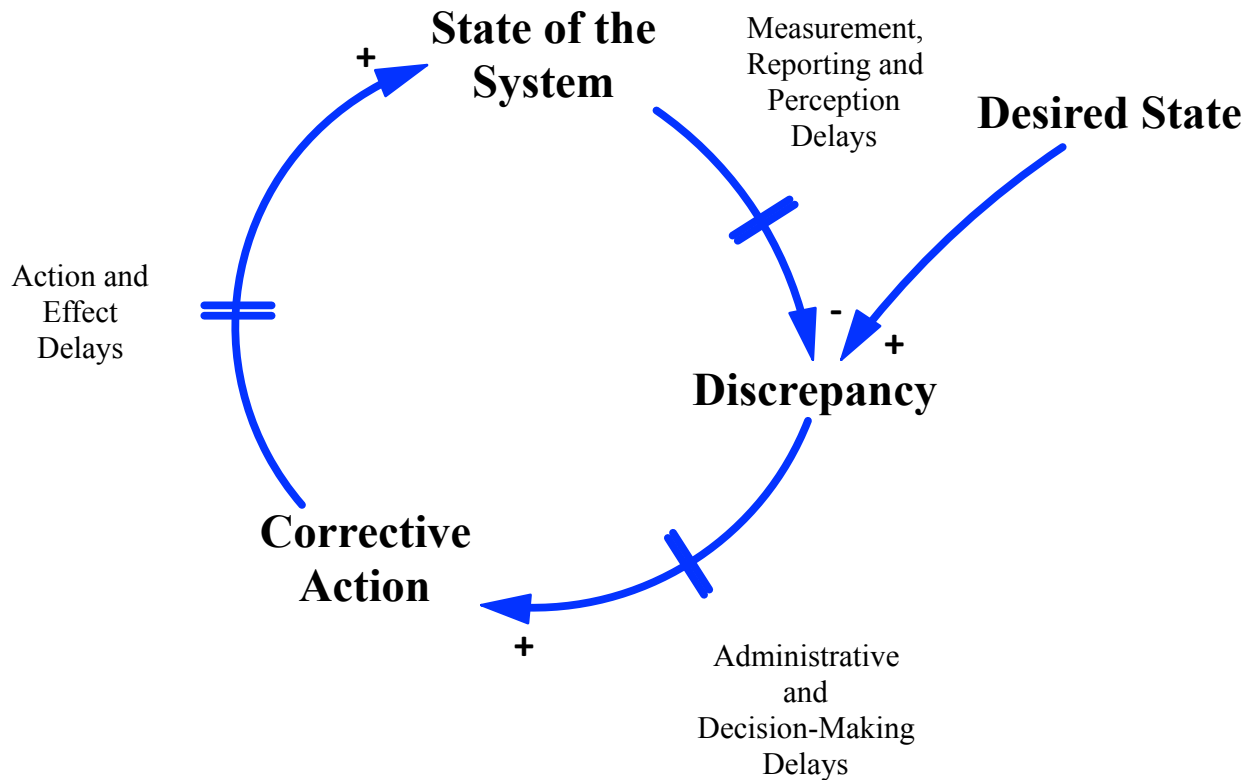 State of the
System
Measurement,
Reporting and
Perception
Delays
Desired State
+
Action and
Effect
Delays
-
+
Discrepancy
Corrective
Action
+
Administrative
and
Decision-Making
Delays